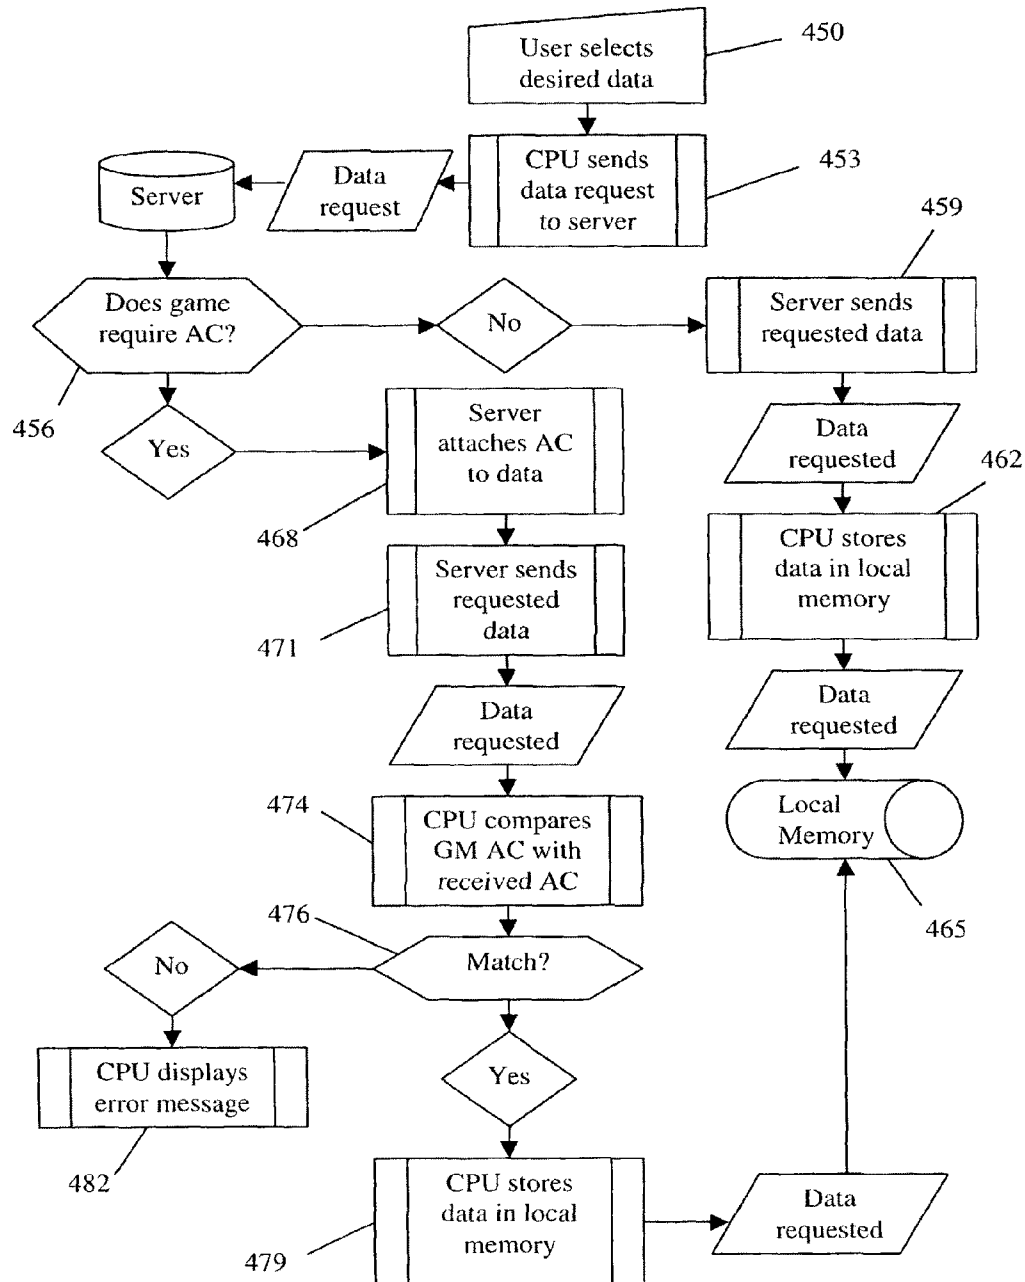 450
User selects
desired data
CPU sends
data request
to server
453
Data
request
Server
459
Does game
require AC?
No
Server sends
requested data
456
Yes
Server
attaches AC
to data
468
Data
requested
462
CPU stores
data in local
memory
Server sends
requested
data
471
Data
requested
Data
requested
474
CPU compares
GM AC with
received AC
Local
Memory
465
476
Match?
No
CPU displays
error message
482
Yes
CPU stores
data in local
memory
479
Data
requested